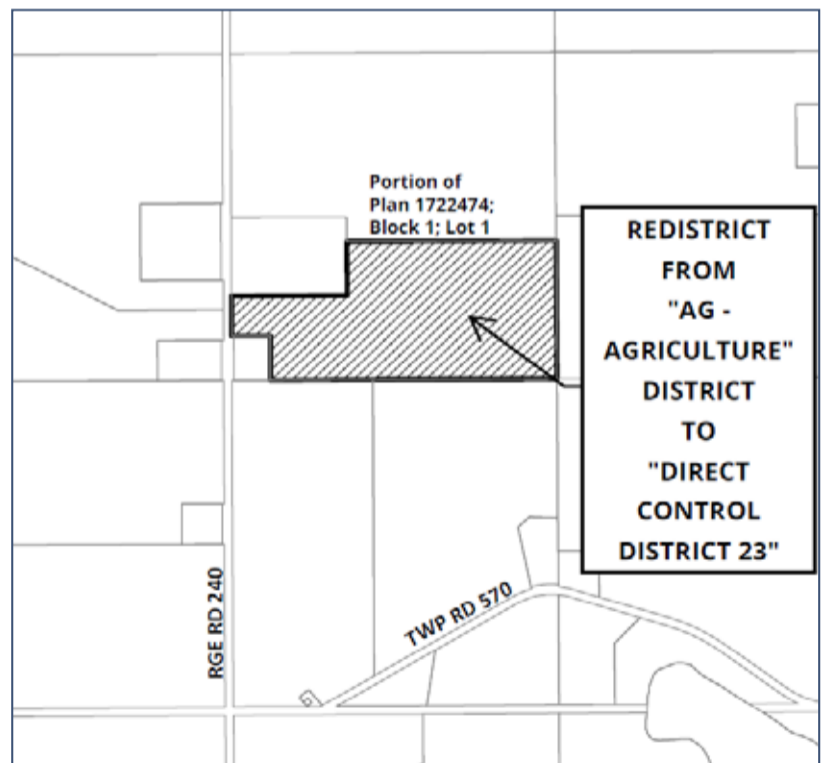 Portion of
Plan 1722474;
Block 1; Lot 1
REDISTRICT
FROM
"AG -
AGRICULTURE"
DISTRICT
TO
"DIRECT
CONTROL
DISTRICT 23"
RGE RD 240
TWP RD 570